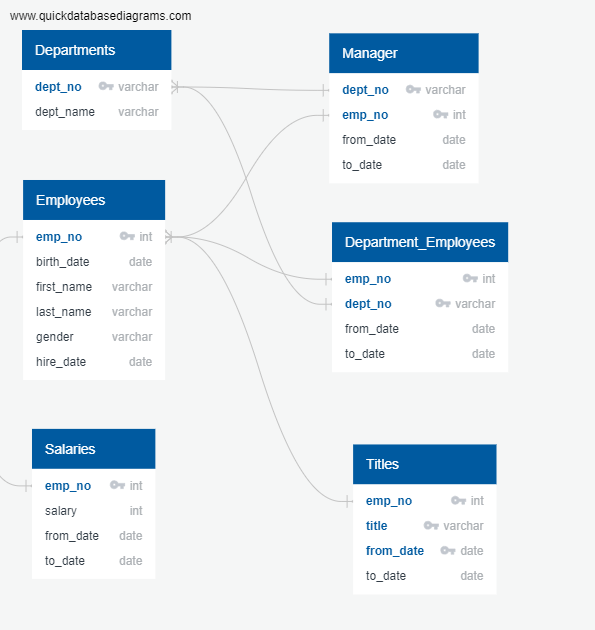 www.quickdatabasediagrams.com
Departments
dept_no varchar
dept_name varchar
Manager
dept_no varchar
emp_no int
from_date date
to_date date
Employees
emp_no int
birth_date date
first_name varchar
last_name varchar
gender varchar
hire_date date
Department_Employees
emp_no int
dept_no varchar
from_date date
to_date date
Salaries
emp_no int
salary int
from_date date
to_date date
Titles
emp_no int
title varchar
from_date date
to_date date